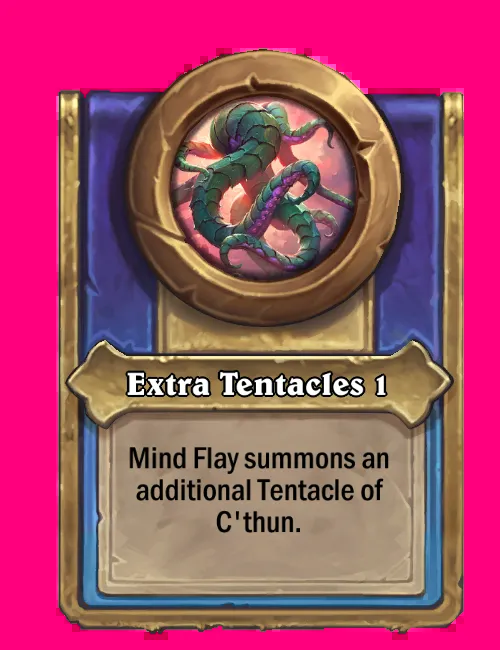 Extra Tentacles 1
Mind Flay summons an
additional Tentacle of
C'thun.